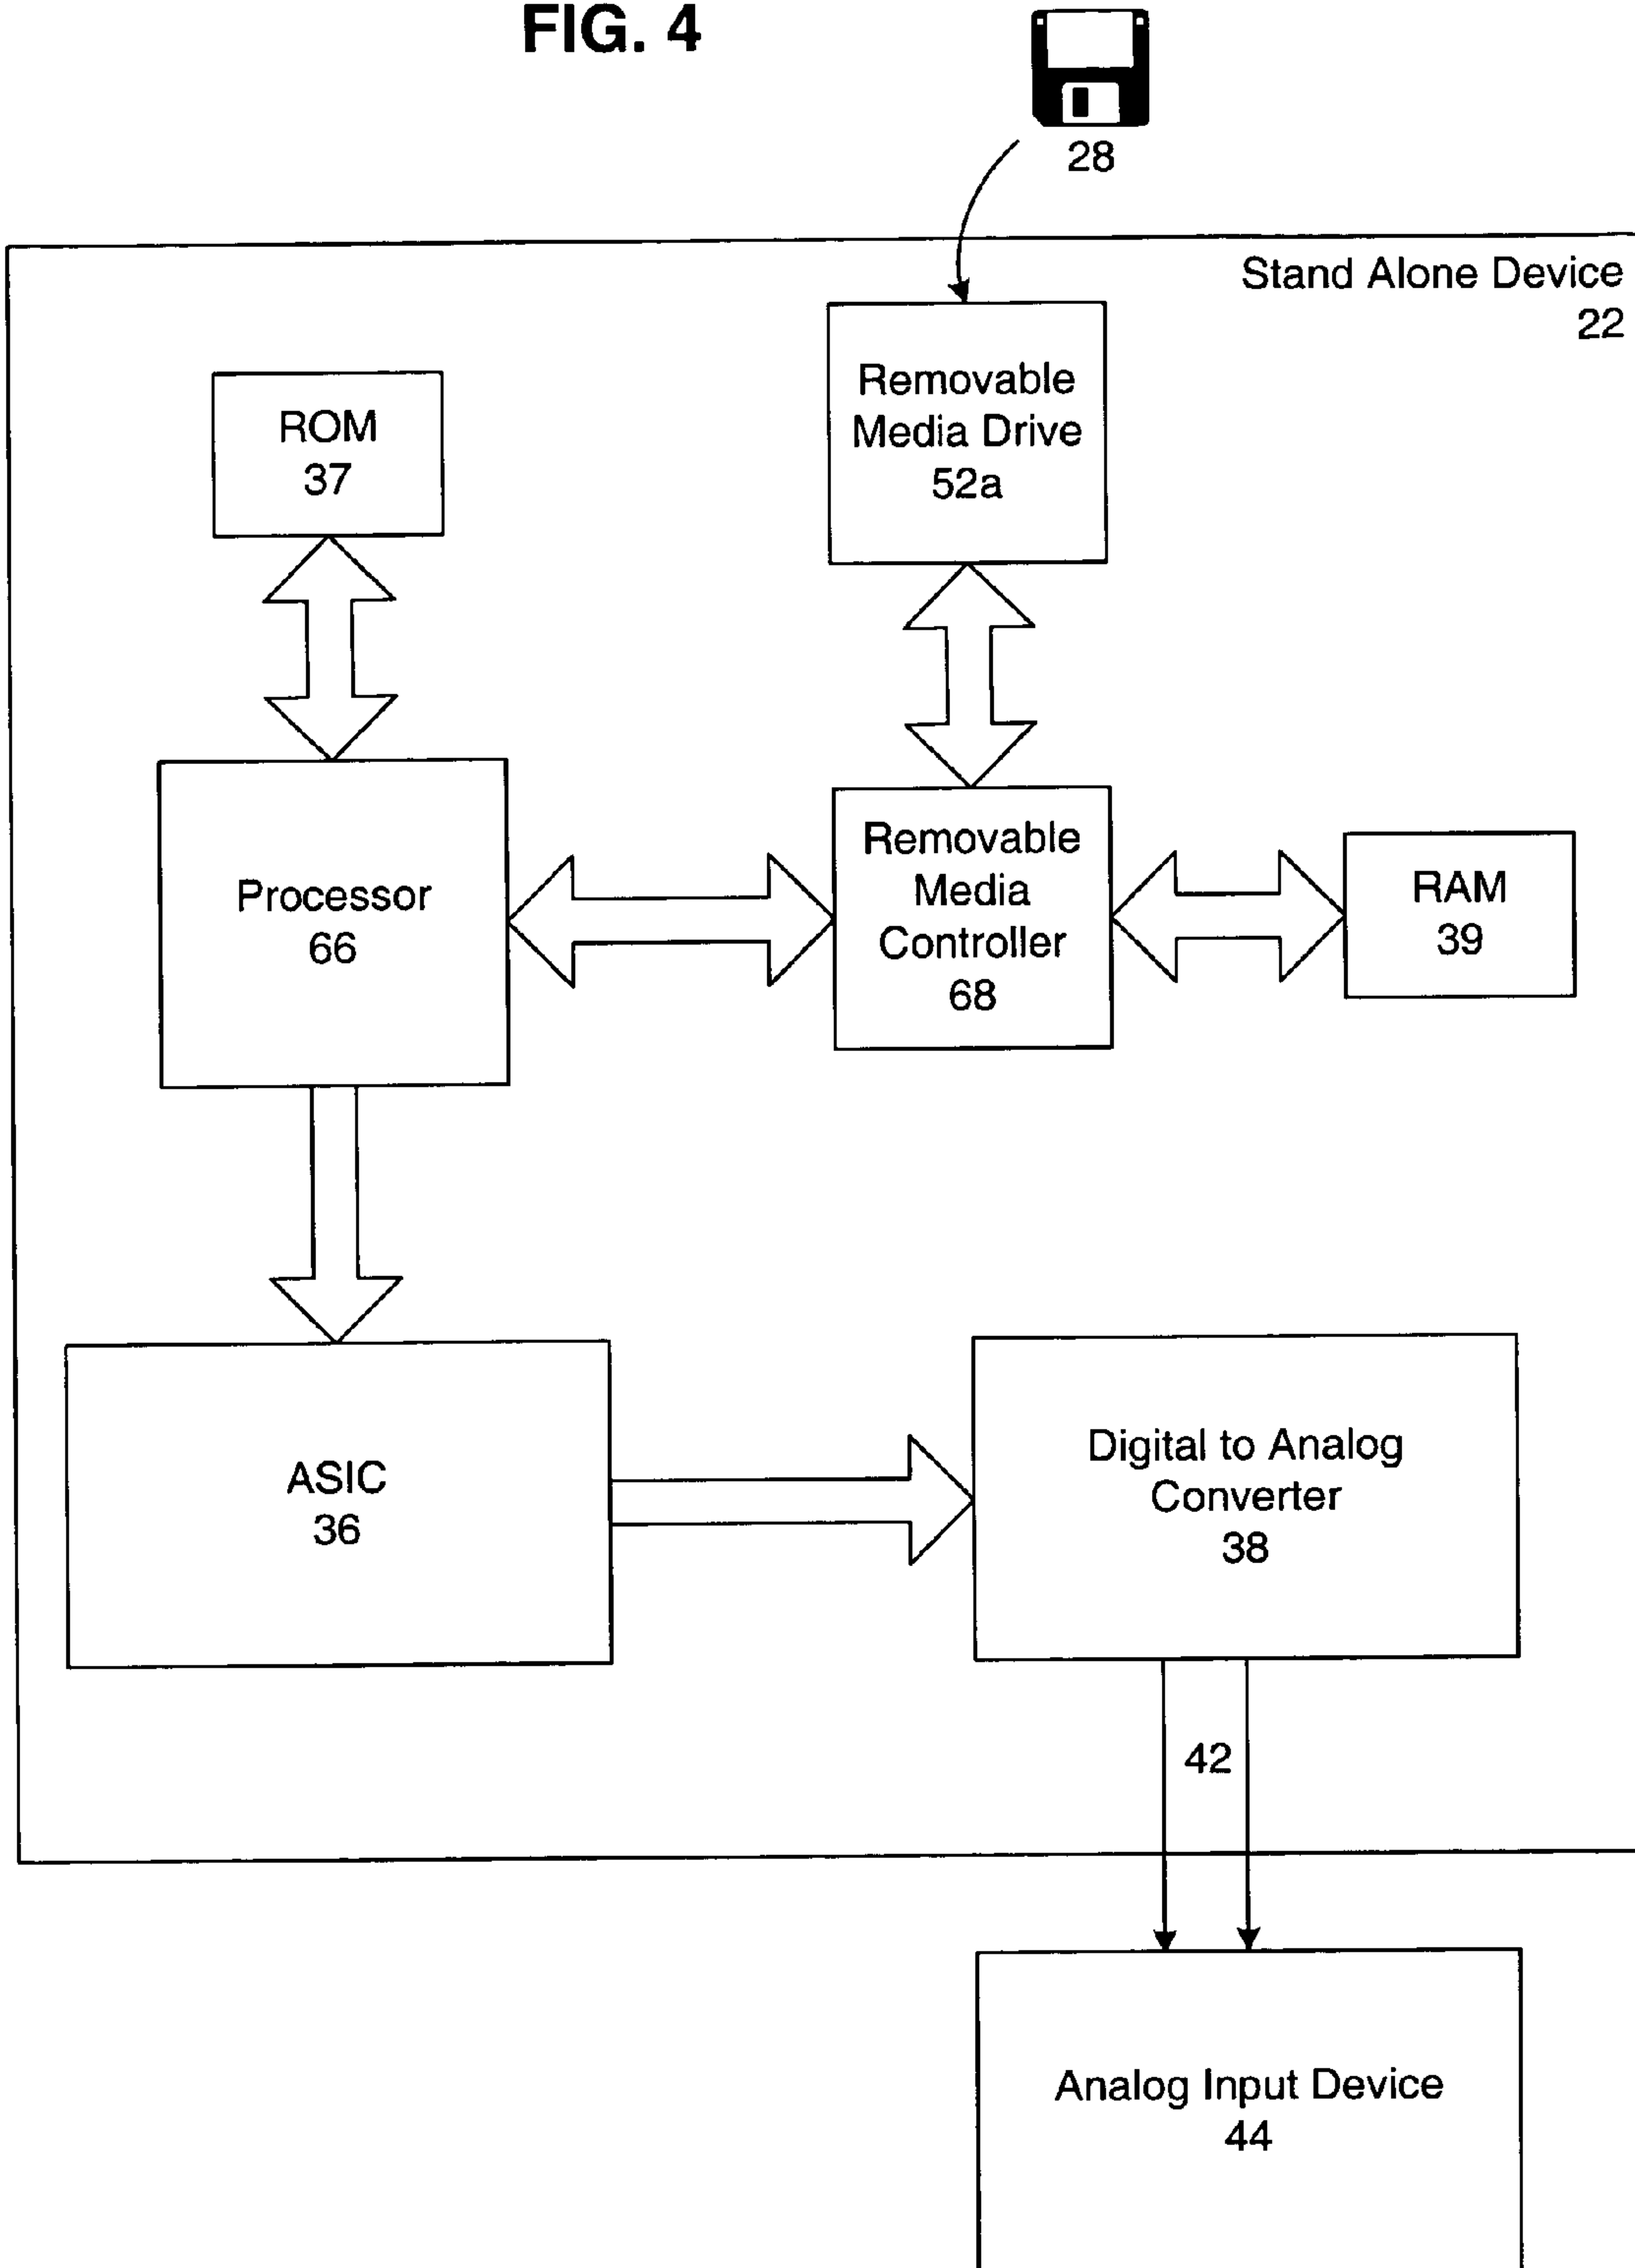 FIG. 4
28
Stand Alone Device
22
Removable
Media Drive
52a
ROM
37
Processor
66
Removable
Media
Controller
68
RAM
39
ASIC
36
Digital to Analog
Converter
38
42
Analog Input Device
44